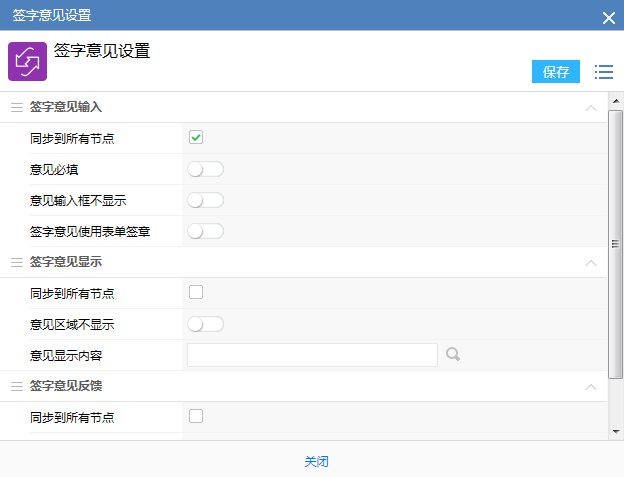 签字意见设置
签字意见设置
保存
签字意见输入
同步到所有节点
意见必填
意见输入框不显示
签字意见使用表单签章
签字意见显示
同步到所有节点
意见区域不显示
意见显示内容
签字意见反馈
同步到所有节点
关闭